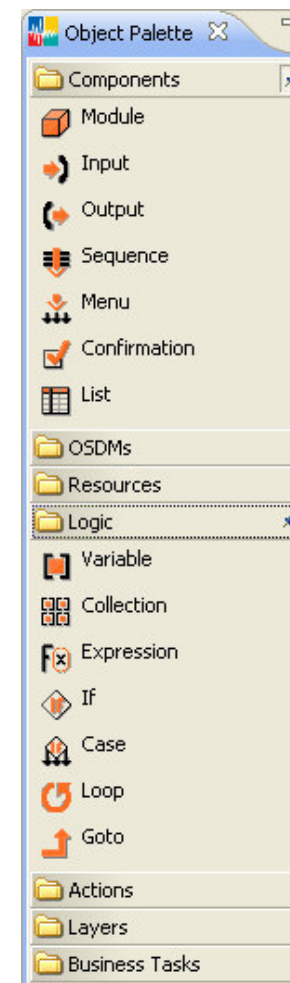 Object Palette
Components
Module
Input
Output
Sequence
Menu
Confirmation
List
OSDMs
Resources
Logic
Variable
Collection
F(x) Expression
If
Case
Loop
Goto
Actions
Layers
Business Tasks